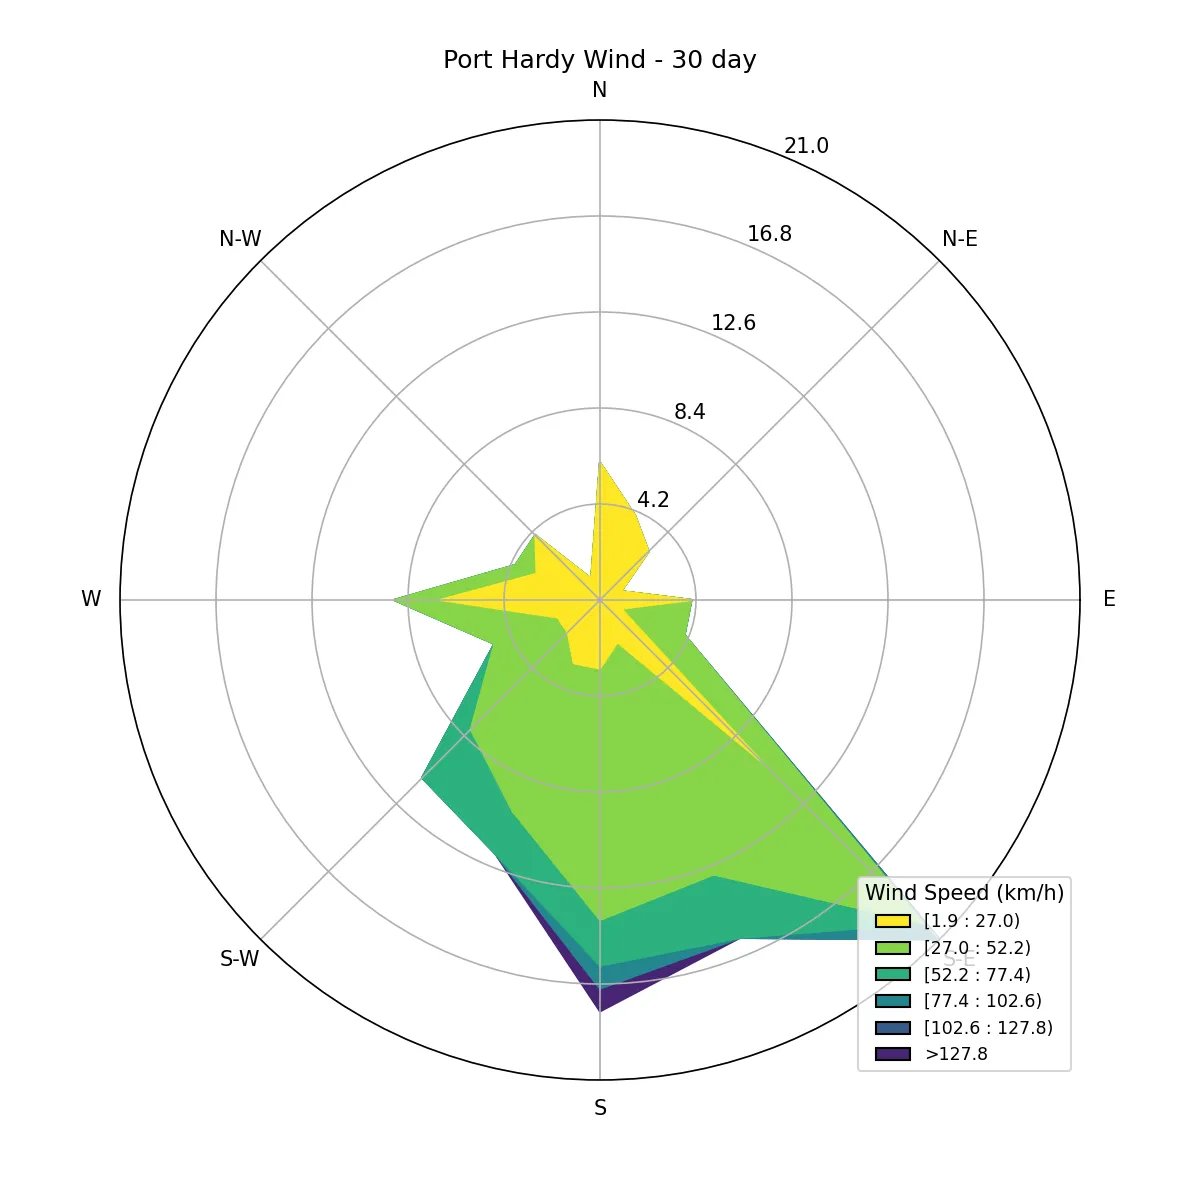 Port Hardy Wind - 30 day
N
21.0
16.8
N-W
N-E
12.6
8.4
4.2
W
E
Wind Speed (km/h)
[1.9 : 27.0)
[27.0 : 52.2)
S-W
S-E
[52.2 : 77.4)
[77.4 : 102.6)
[102.6 : 127.8)
>127.8
S